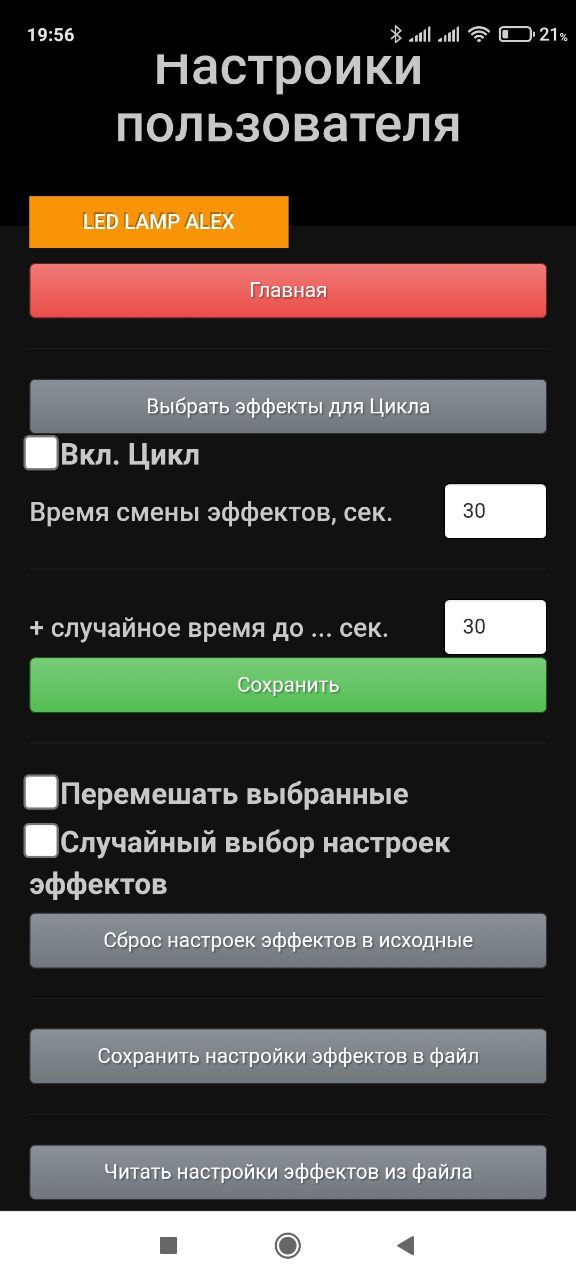 19:56
21%
Настройки
пользователя
LED LAMP ALEX
Главная
Выбрать эффекты для Цикла
Вкл. Цикл
Время смены эффектов, сек.
30
+ случайное время до ... сек.
30
Сохранить
Перемешать выбранные
Случайный выбор настроек
эффектов
Сброс настроек эффектов в исходные
Сохранить настройки эффектов в файл
Читать настройки эффектов из файла